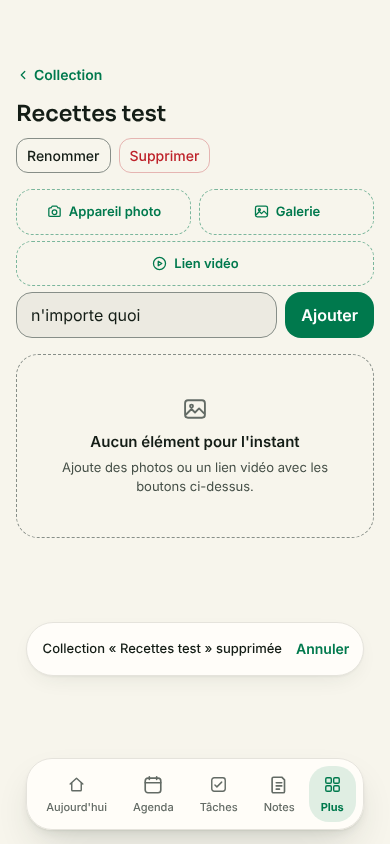 Collection
Recettes test
Renommer
Supprimer
Appareil photo
Galerie
Lien vidéo
n'importe quoi
Ajouter
Aucun élément pour l'instant
Ajoute des photos ou un lien vidéo avec les
boutons ci-dessus.
Collection « Recettes test » supprimée
Annuler
Aujourd'hui
Agenda
Tâches
Notes
Plus